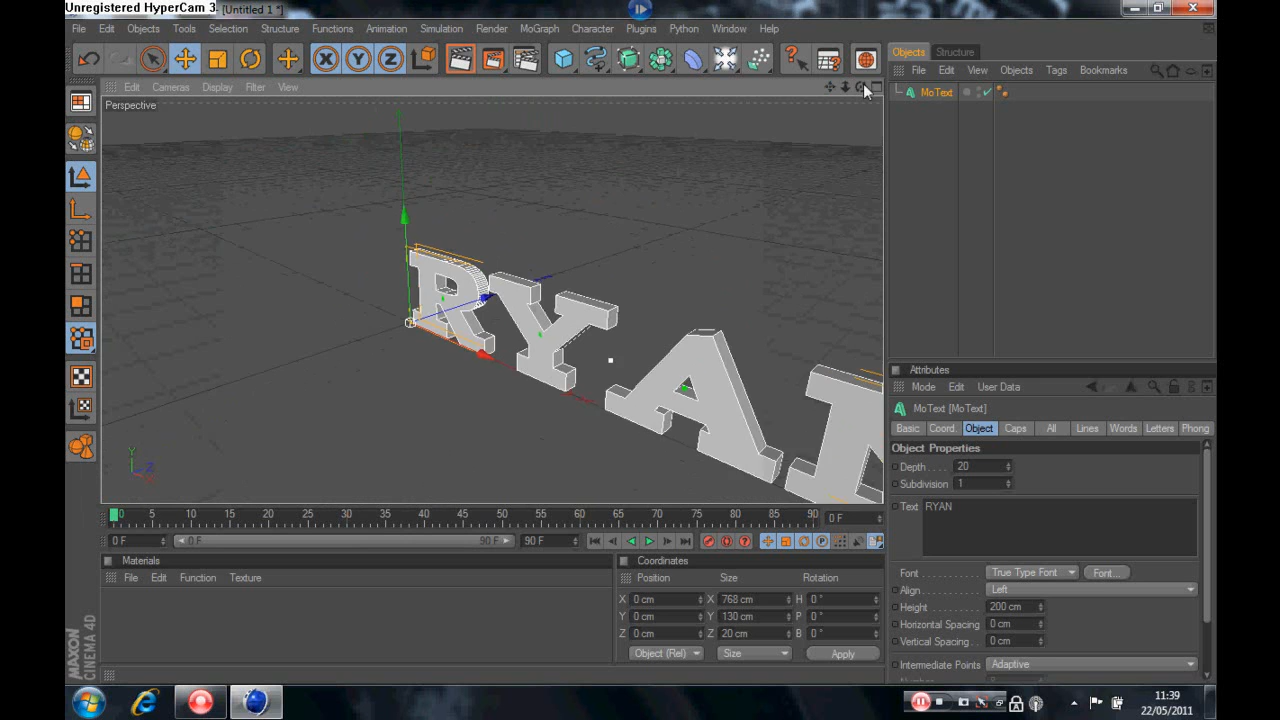 Unregistered HyperCam 3
[Untitled 1 *]
File Edit Objects Tools Selection Structure Functions Animation Simulation Render MoGraph Character Plugins Python Window Help
X Y Z
Objects Structure
File Edit View Objects Tags Bookmarks
MoText
Edit Cameras Display Filter View
Perspective
RYAN
Y
Z
Attributes
Mode Edit User Data
MoText [MoText]
Basic Coord. Object Caps All Lines Words Letters Phong
Object Properties
Depth 20
Subdivision 1
Text RYAN
Font True Type Font Font...
Align Left
Height 200 cm
Horizontal Spacing 0 cm
Vertical Spacing 0 cm
Intermediate Points Adaptive
0 5 10 15 20 25 30 35 40 45 50 55 60 65 70 75 80 85 90 0 F
0 F 0 F 90 F 90 F
Materials
File Edit Function Texture
Coordinates
Position Size Rotation
X 0 cm X 768 cm H 0 °
Y 0 cm Y 130 cm P 0 °
Z 0 cm Z 20 cm B 0 °
Object (Rel) Size Apply
MAXON
CINEMA 4D
11:39
22/05/2011